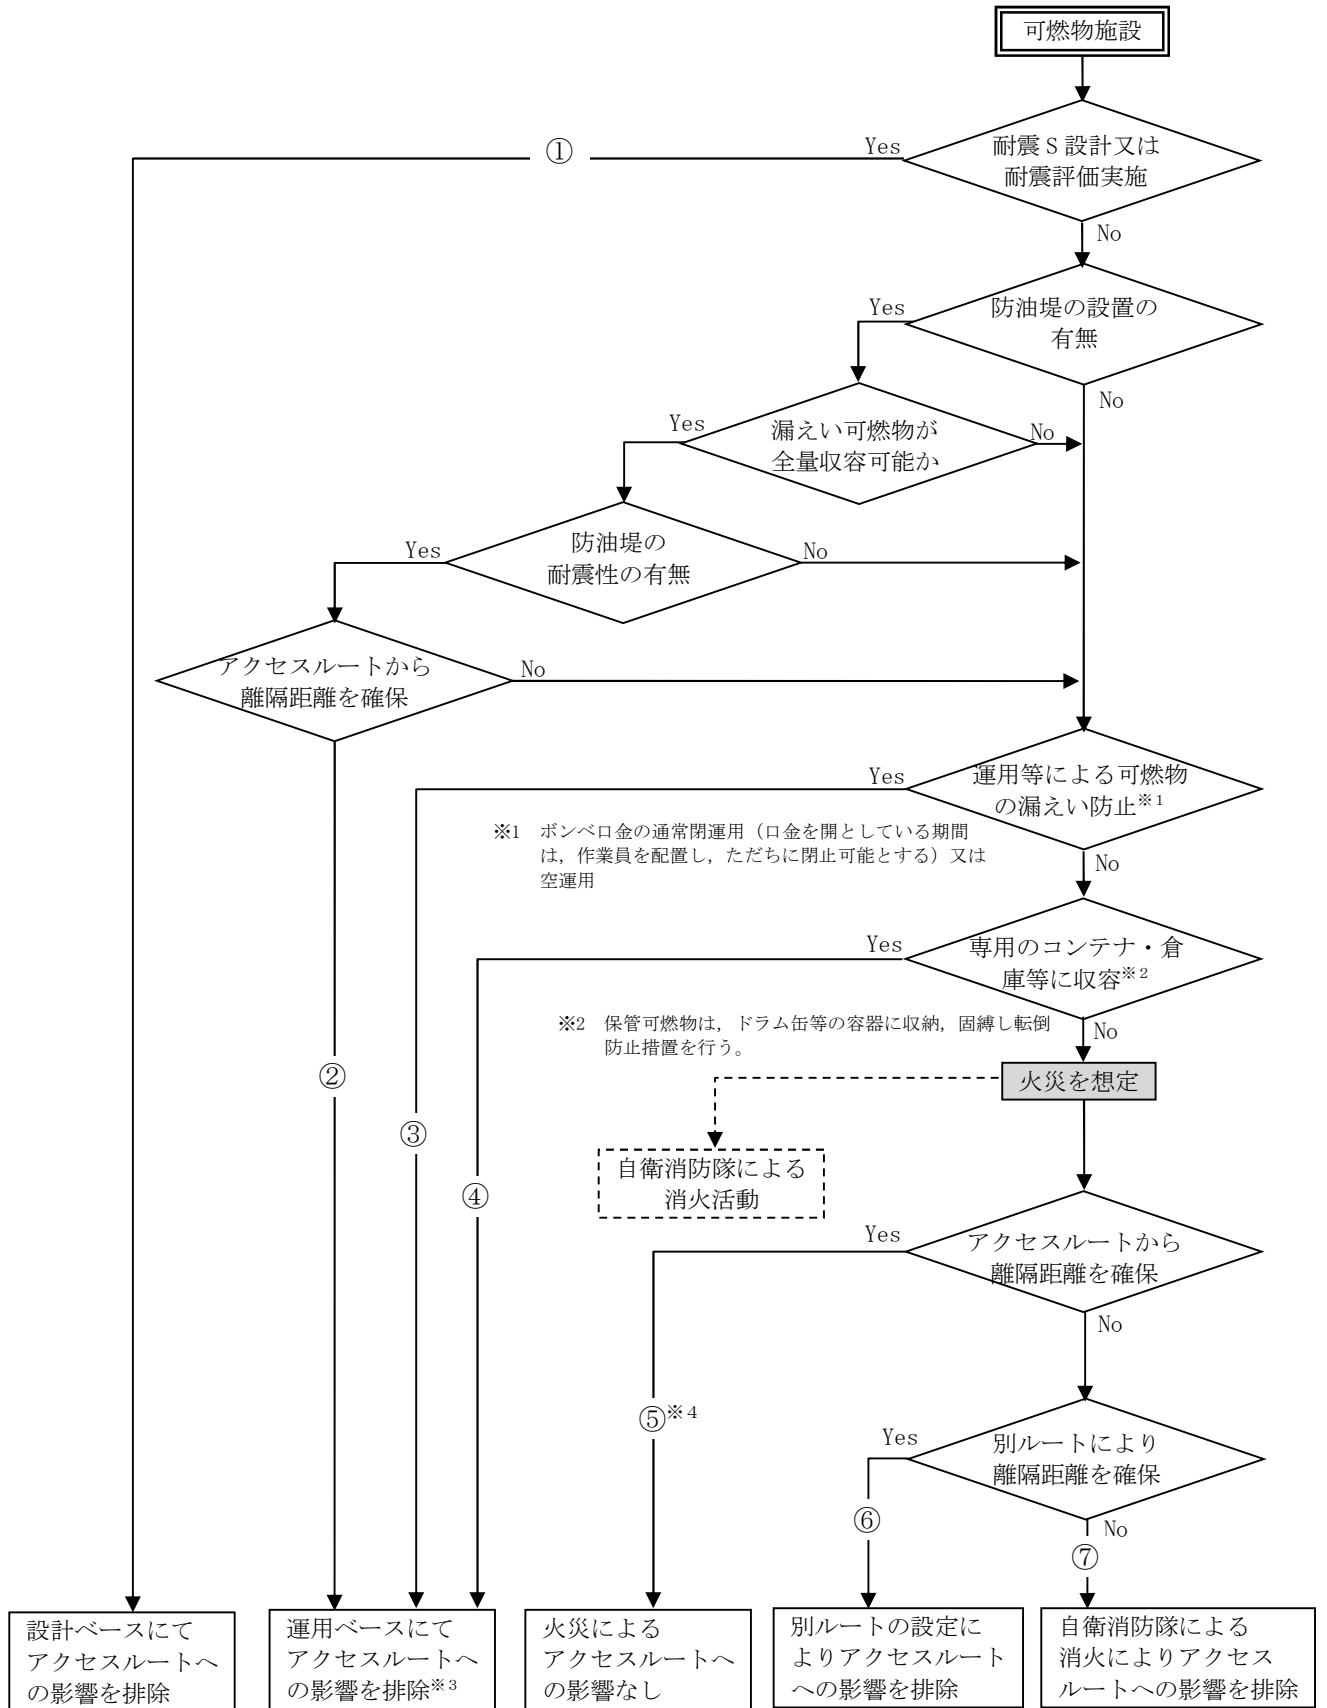 可燃物施設
耐震S設計又は
耐震評価実施
Yes
①
No
防油堤の設置の
有無
Yes
No
漏えい可燃物が
全量収容可能か
Yes
No
防油堤の
耐震性の有無
Yes
No
アクセスルートから
離隔距離を確保
No
運用等による可燃物
の漏えい防止※1
Yes
※1 ボンベ口金の通常閉運用（口金を開としている期間
は，作業員を配置し，ただちに閉止可能とする）又は
空運用
No
専用のコンテナ・倉
庫等に収容※2
Yes
※2 保管可燃物は，ドラム缶等の容器に収納，固縛し転倒
防止措置を行う。
No
火災を想定
②
③
④
自衛消防隊による
消火活動
アクセスルートから
離隔距離を確保
Yes
No
⑤※4
別ルートにより
離隔距離を確保
Yes
⑥
No
⑦
設計ベースにて
アクセスルートへ
の影響を排除
運用ベースにて
アクセスルートへ
の影響を排除※3
火災による
アクセスルートへ
の影響なし
別ルートの設定に
よりアクセスルート
への影響を排除
自衛消防隊による
消火によりアクセス
ルートへの影響を排除